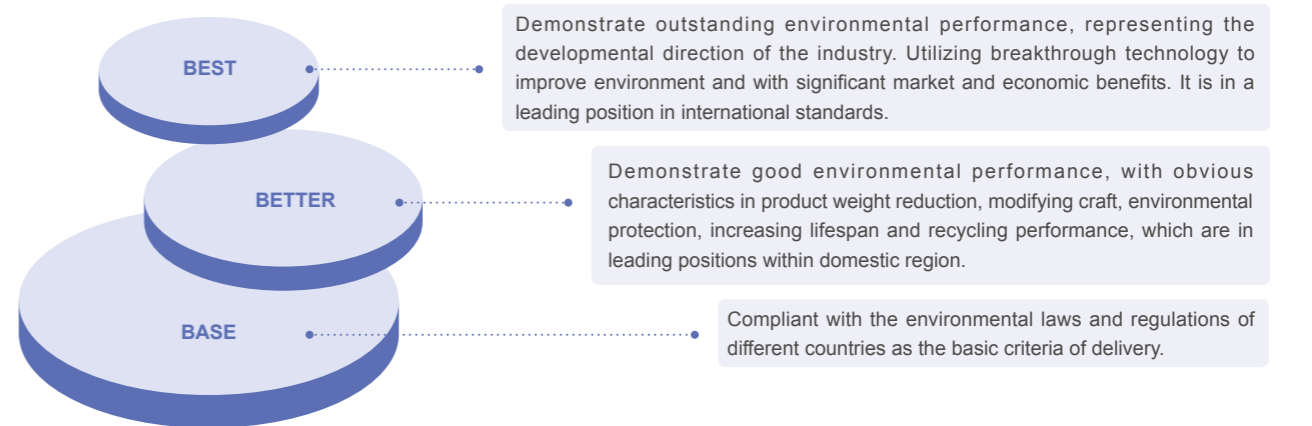 BEST
Demonstrate outstanding environmental performance, representing the
developmental direction of the industry. Utilizing breakthrough technology to
improve environment and with significant market and economic benefits. It is in a
leading position in international standards.
BETTER
Demonstrate good environmental performance, with obvious
characteristics in product weight reduction, modifying craft, environmental
protection, increasing lifespan and recycling performance, which are in
leading positions within domestic region.
BASE
Compliant with the environmental laws and regulations of
different countries as the basic criteria of delivery.